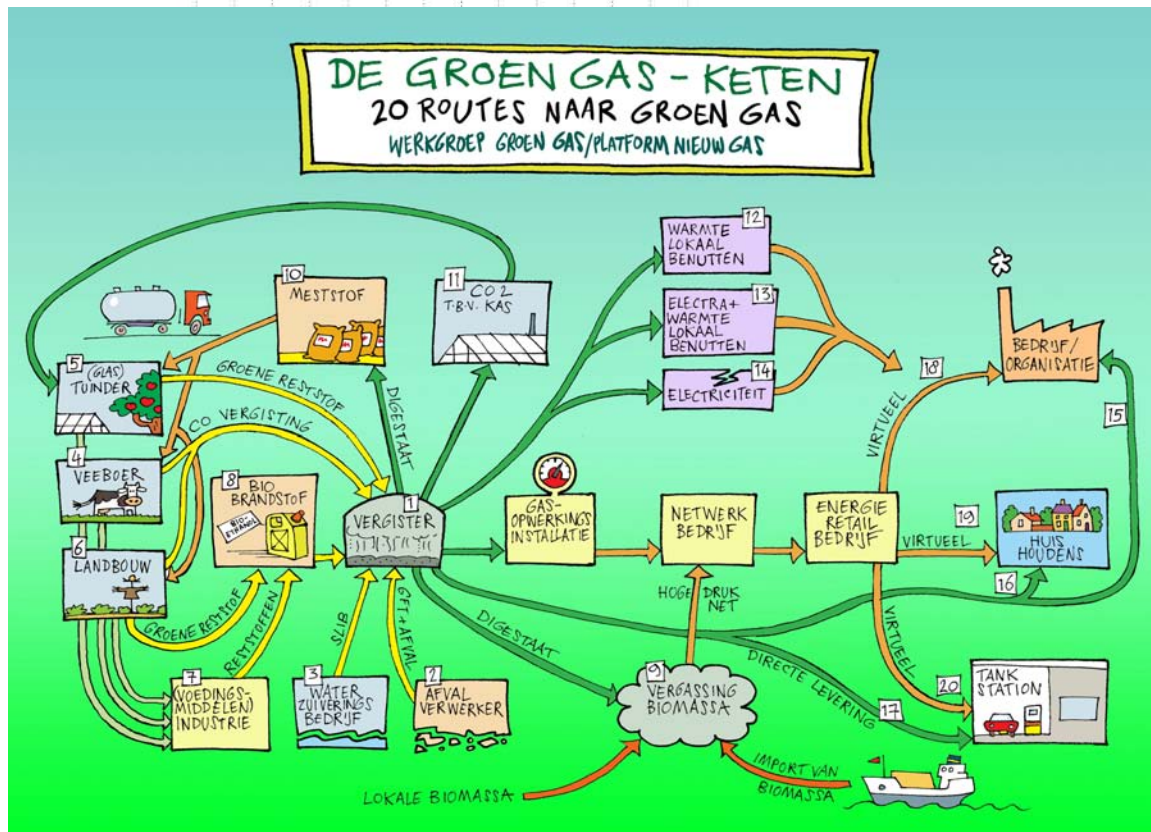 DE GROEN GAS - KETEN
20 ROUTES NAAR GROEN GAS
WERKGROEP GROEN GAS/PLATFORM NIEUW GAS
12
WARMTE
LOKAAL
BENUTTEN
10
MESTSTOF
11
CO2
T.B.V. KAS
13
ELECTRA+
WARMTE
LOKAAL
BENUTTEN
14
ELECTRICITEIT
BEDRIJF/
ORGANISATIE
5
(GLAS)
TUINDER
GROENE RESTSTOF
CO VERGISTING
DIGESTAAT
18
VIRTUEEL
15
4
VEEBOER
8
BIO
BRANDSTOF
BIO-
ETHANOL
1
VERGISTER
GAS-
OPWERKINGS
INSTALLATIE
NETWERK
BEDRIJF
ENERGIE
RETAIL
BEDRIJF
19
VIRTUEEL
HUIS
HOUDENS
16
6
LANDBOUW
GROENE RESTSTOF
RESTSTOFFEN
SLIB
GFT+AFVAL
DIGESTAAT
HOGE DRUK
NET
VIRTUEEL
DIRECTE LEVERING
17
20
TANK
STATION
7
(VOEDINGS-
MIDDELEN)
INDUSTRIE
3
WATER
ZUIVERINGS
BEDRIJF
2
AFVAL
VERWERKER
9
VERGASSING
BIOMASSA
LOKALE BIOMASSA
IMPORT VAN
BIOMASSA